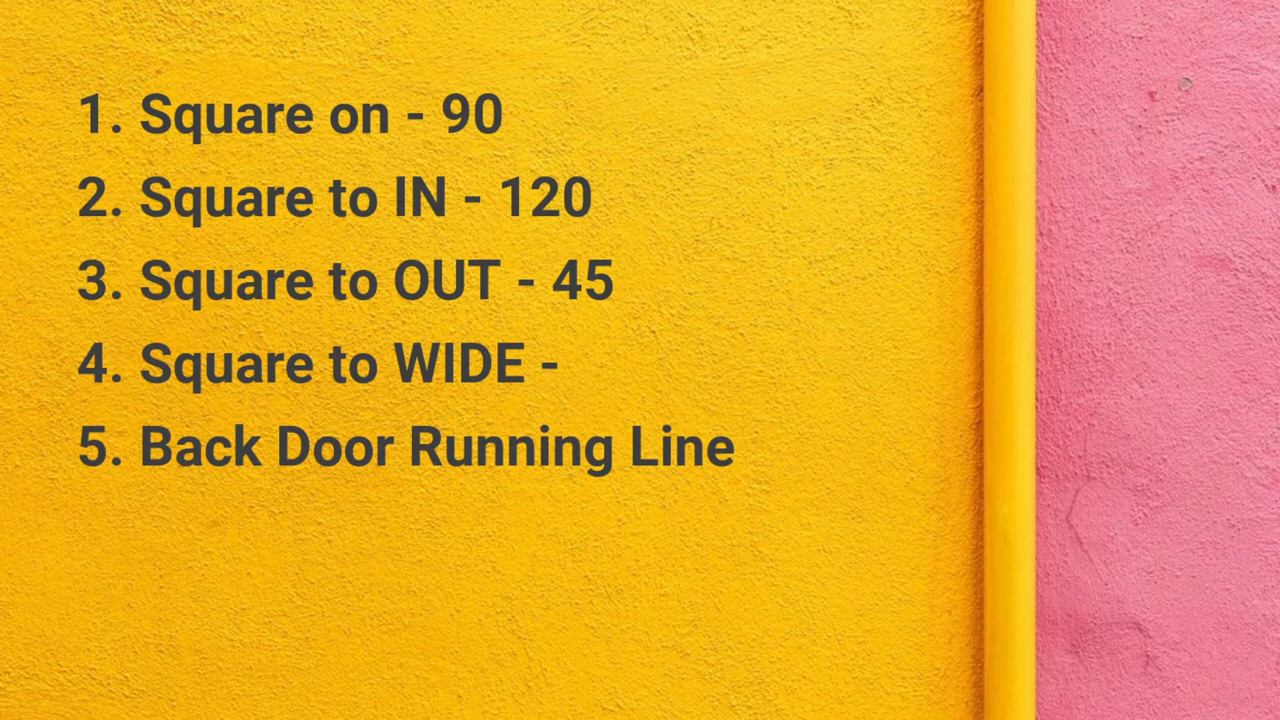 1. Square on - 90
2. Square to IN - 120
3. Square to OUT - 45
4. Square to WIDE -
5. Back Door Running Line